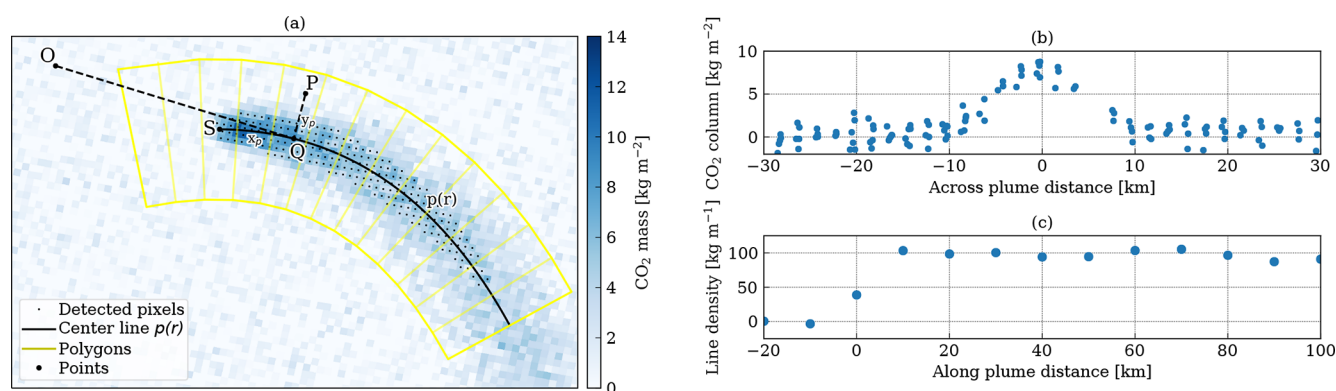 (a)
O
P
S
y_p
x_p
Q
p(r)
Detected pixels
Center line p(r)
Polygons
Points
14
12
10
8
6
4
2
0
CO₂ mass [kg m⁻²]
(b)
10
5
0
−30
−20
−10
0
10
20
30
CO₂ column [kg m⁻²]
Across plume distance [km]
(c)
100
50
0
−20
0
20
40
60
80
100
Line density [kg m⁻¹]
Along plume distance [km]